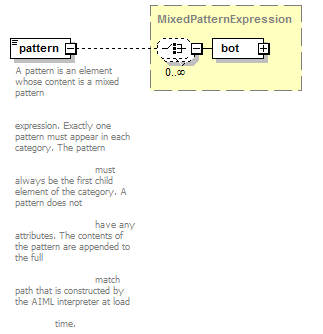 MixedPatternExpression
pattern
bot
0..∞
A pattern is an element
whose content is a mixed
pattern
expression. Exactly one
pattern must appear in each
category. The pattern
must
always be the first child
element of the category. A
pattern does not
have any
attributes. The contents of
the pattern are appended to
the full
match
path that is constructed by
the AIML interpreter at load
time.